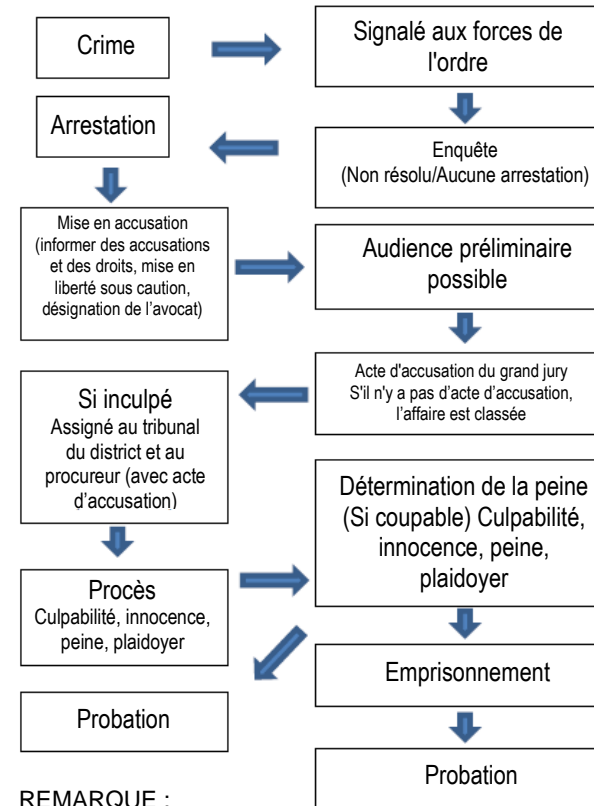 Crime
Signalé aux forces de
l'ordre
Arrestation
Enquête
(Non résolu/Aucune arrestation)
Mise en accusation
(informer des accusations
et des droits, mise en
liberté sous caution,
désignation de l’avocat)
Audience préliminaire
possible
Acte d'accusation du grand jury
S'il n'y a pas d’acte d’accusation,
l’affaire est classée
Si inculpé
Assigné au tribunal
du district et au
procureur (avec acte
d’accusation)
Détermination de la peine
(Si coupable) Culpabilité,
innocence, peine,
plaidoyer
Procès
Culpabilité, innocence,
peine, plaidoyer
Emprisonnement
Probation
Probation
REMARQUE :